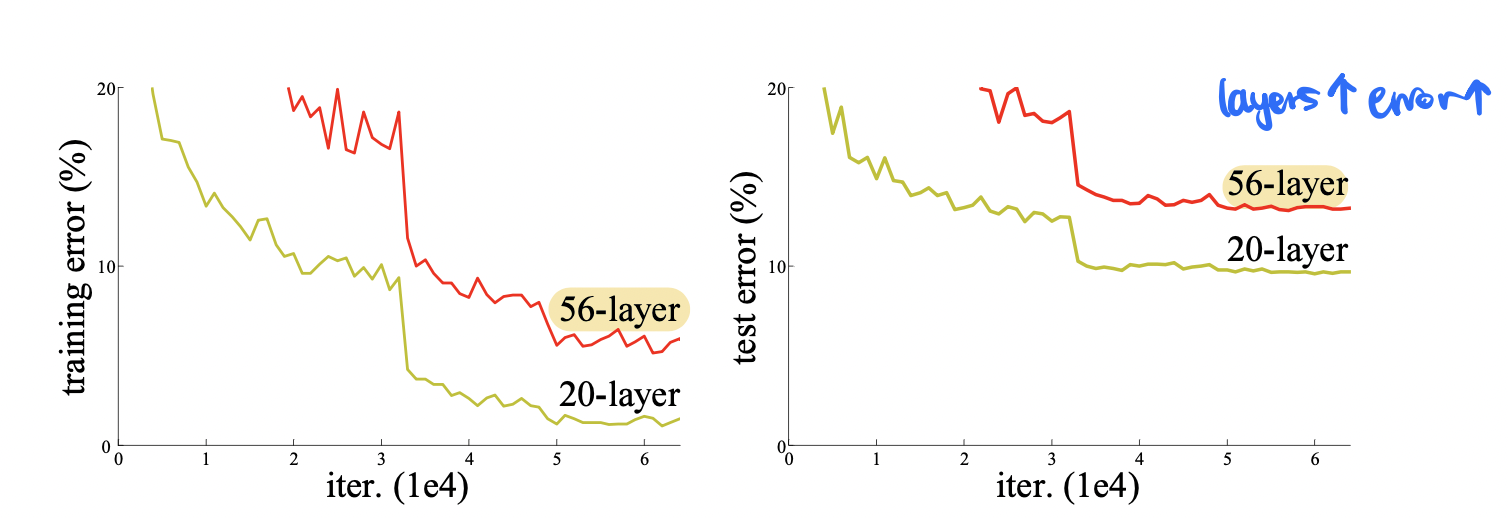 layers ↑ error ↑
training error (%)
20
10
0
56-layer
20-layer
0 1 2 3 4 5 6
iter. (1e4)
test error (%)
20
10
0
56-layer
20-layer
0 1 2 3 4 5 6
iter. (1e4)